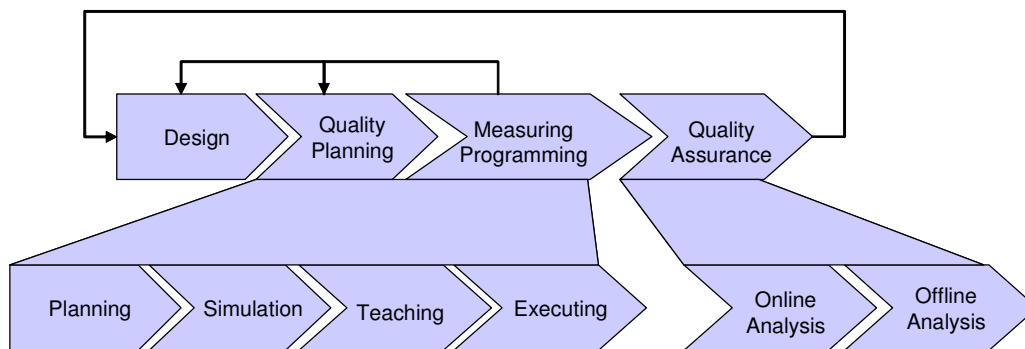 Design
Quality
Planning
Measuring
Programming
Quality
Assurance
Planning
Simulation
Teaching
Executing
Online
Analysis
Offline
Analysis